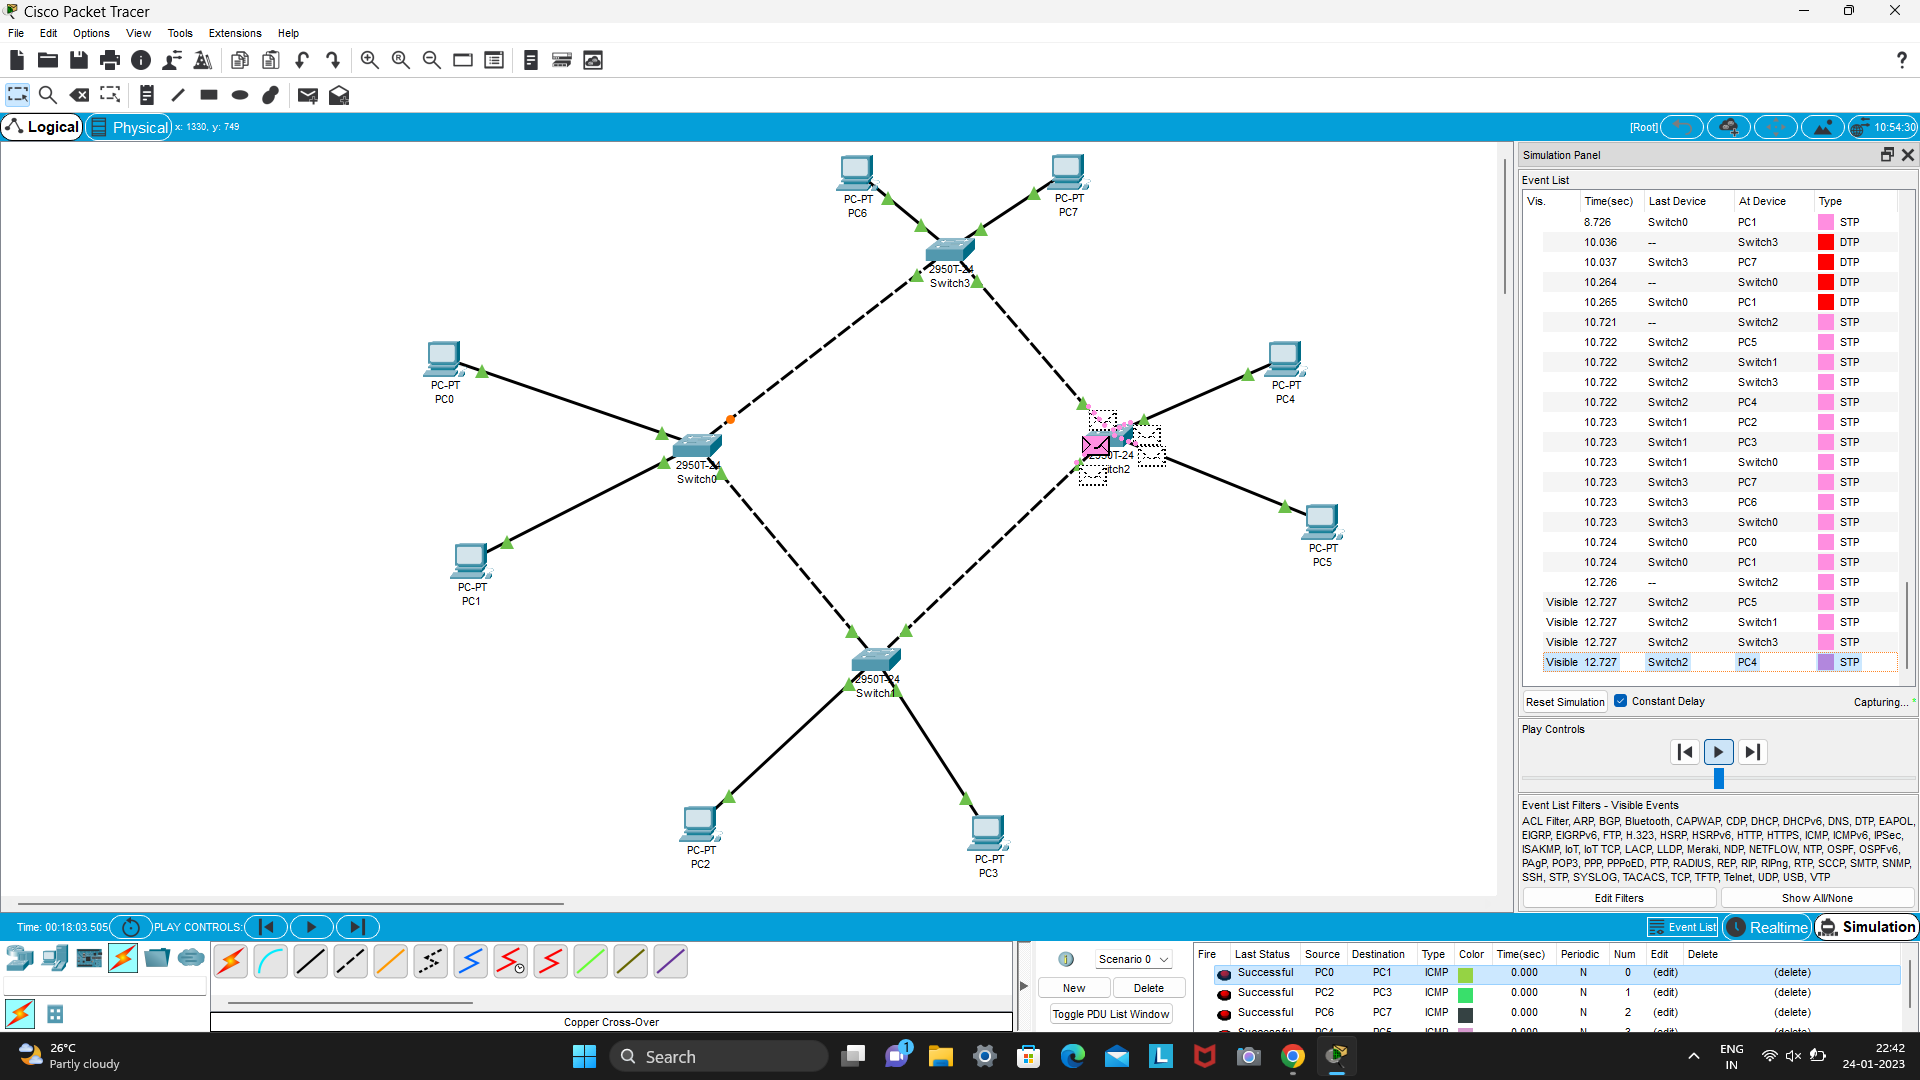 Cisco Packet Tracer
File Edit Options View Tools Extensions Help
Logical Physical x: 1330, y: 749 [Root] 10:54:30
PC-PT
PC6
PC-PT
PC7
2950T-24
Switch3
PC-PT
PC0
PC-PT
PC4
2950T-24
Switch0
PC-PT
PC5
PC-PT
PC1
2950T-24
PC-PT
PC2
PC-PT
PC3
Simulation Panel
Event List
Vis. Time(sec) Last Device At Device Type
8.726 Switch0 PC1 STP
10.036 -- Switch3 DTP
10.037 Switch3 PC7 DTP
10.264 -- Switch0 DTP
10.265 Switch0 PC1 DTP
10.721 -- Switch2 STP
10.722 Switch2 PC5 STP
10.722 Switch2 Switch1 STP
10.722 Switch2 Switch3 STP
10.722 Switch2 PC4 STP
10.723 Switch1 PC2 STP
10.723 Switch1 PC3 STP
10.723 Switch1 Switch0 STP
10.723 Switch3 PC7 STP
10.723 Switch3 PC6 STP
10.723 Switch3 Switch0 STP
10.724 Switch0 PC0 STP
10.724 Switch0 PC1 STP
12.726 -- Switch2 STP
Visible 12.727 Switch2 PC5 STP
Visible 12.727 Switch2 Switch1 STP
Visible 12.727 Switch2 Switch3 STP
Visible 12.727 Switch2 PC4 STP
Reset Simulation Constant Delay Capturing...
Play Controls
Event List Filters - Visible Events
ACL Filter, ARP, BGP, Bluetooth, CAPWAP, CDP, DHCP, DHCPv6, DNS, DTP, EAPOL,
EIGRP, EIGRPv6, FTP, H.323, HSRP, HSRPv6, HTTP, HTTPS, ICMP, ICMPv6, IPSec,
ISAKMP, IoT, IoT TCP, LACP, LLDP, Meraki, NDP, NETFLOW, NTP, OSPF, OSPFv6,
PAgP, POP3, PPP, PPPoED, PTP, RADIUS, REP, RIP, RIPng, RTP, SCCP, SMTP, SNMP,
SSH, STP, SYSLOG, TACACS, TCP, TFTP, Telnet, UDP, USB, VTP
Edit Filters Show All/None
Time: 00:18:03.505 PLAY CONTROLS: Event List Realtime Simulation
Scenario 0
New Delete
Toggle PDU List Window
Fire Last Status Source Destination Type Color Time(sec) Periodic Num Edit Delete
Successful PC0 PC1 ICMP 0.000 N 0 (edit) (delete)
Successful PC2 PC3 ICMP 0.000 N 1 (edit) (delete)
Successful PC6 PC7 ICMP 0.000 N 2 (edit) (delete)
Successful PC4 PC5 ICMP 0.000 N 3 (edit) (delete)
Copper Cross-Over
26°C
Partly cloudy
Search
1
ENG
IN
22:42
24-01-2023